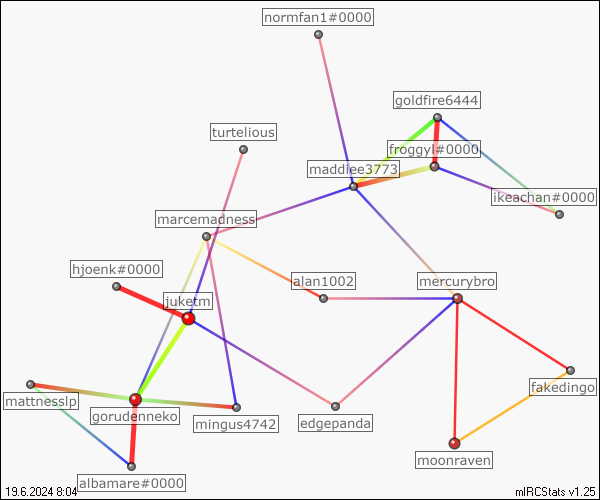 normfan1#0000
goldfire6444
turtelious
froggyl#0000
maddiee3773
ikeachan#0000
marcemadness
hjoenk#0000
alan1002
mercurybro
juketm
fakedingo
mattnesslp
gorudenneko
mingus4742
edgepanda
moonraven
albamare#0000
19.6.2024 8:04
mIRCStats v1.25